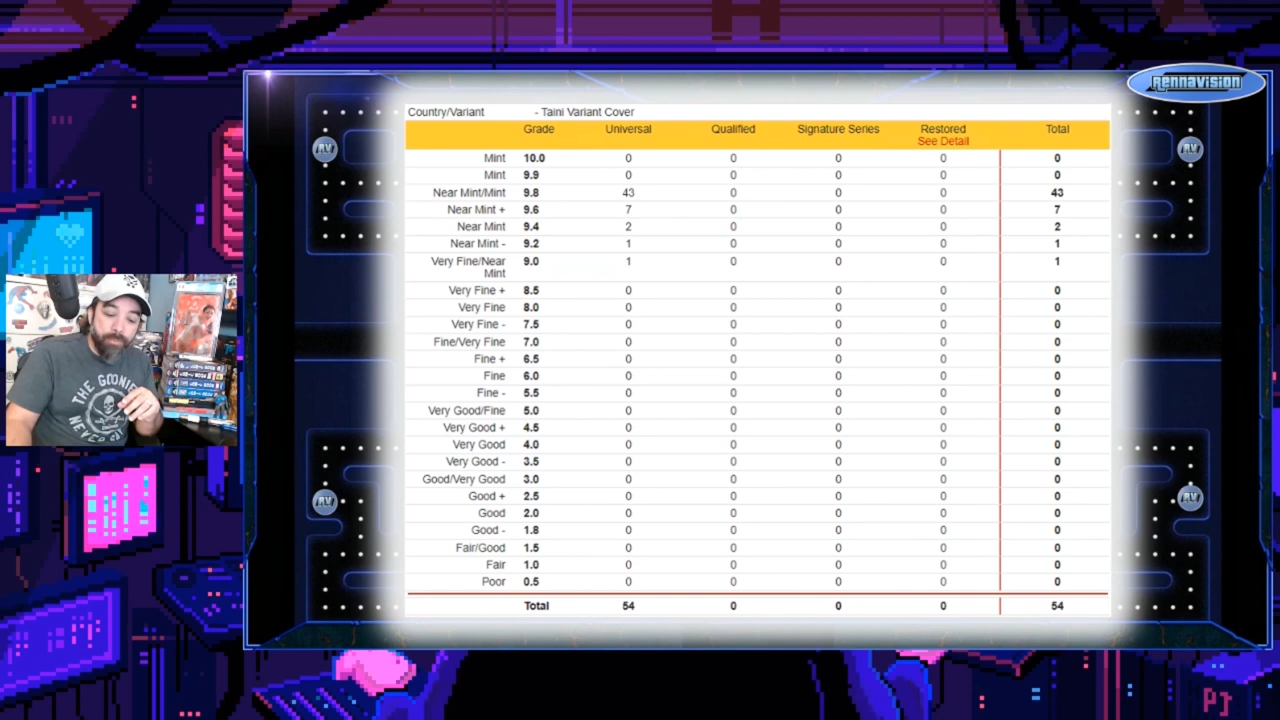 RENNAVISION
Country/Variant - Taini Variant Cover
Grade Universal Qualified Signature Series Restored Total
See Detail
Mint 10.0 0 0 0 0 0
Mint 9.9 0 0 0 0 0
Near Mint/Mint 9.8 43 0 0 0 43
Near Mint + 9.6 7 0 0 0 7
Near Mint 9.4 2 0 0 0 2
Near Mint - 9.2 1 0 0 0 1
Very Fine/Near 9.0 1 0 0 0 1
Mint
Very Fine + 8.5 0 0 0 0 0
Very Fine 8.0 0 0 0 0 0
Very Fine - 7.5 0 0 0 0 0
Fine/Very Fine 7.0 0 0 0 0 0
Fine + 6.5 0 0 0 0 0
Fine 6.0 0 0 0 0 0
Fine - 5.5 0 0 0 0 0
Very Good/Fine 5.0 0 0 0 0 0
Very Good + 4.5 0 0 0 0 0
Very Good 4.0 0 0 0 0 0
Very Good - 3.5 0 0 0 0 0
Good/Very Good 3.0 0 0 0 0 0
Good + 2.5 0 0 0 0 0
Good 2.0 0 0 0 0 0
Good - 1.8 0 0 0 0 0
Fair/Good 1.5 0 0 0 0 0
Fair 1.0 0 0 0 0 0
Poor 0.5 0 0 0 0 0
Total 54 0 0 0 54
RV
RV
RV
RV
THE GOONIES
NEVER
H
PJ